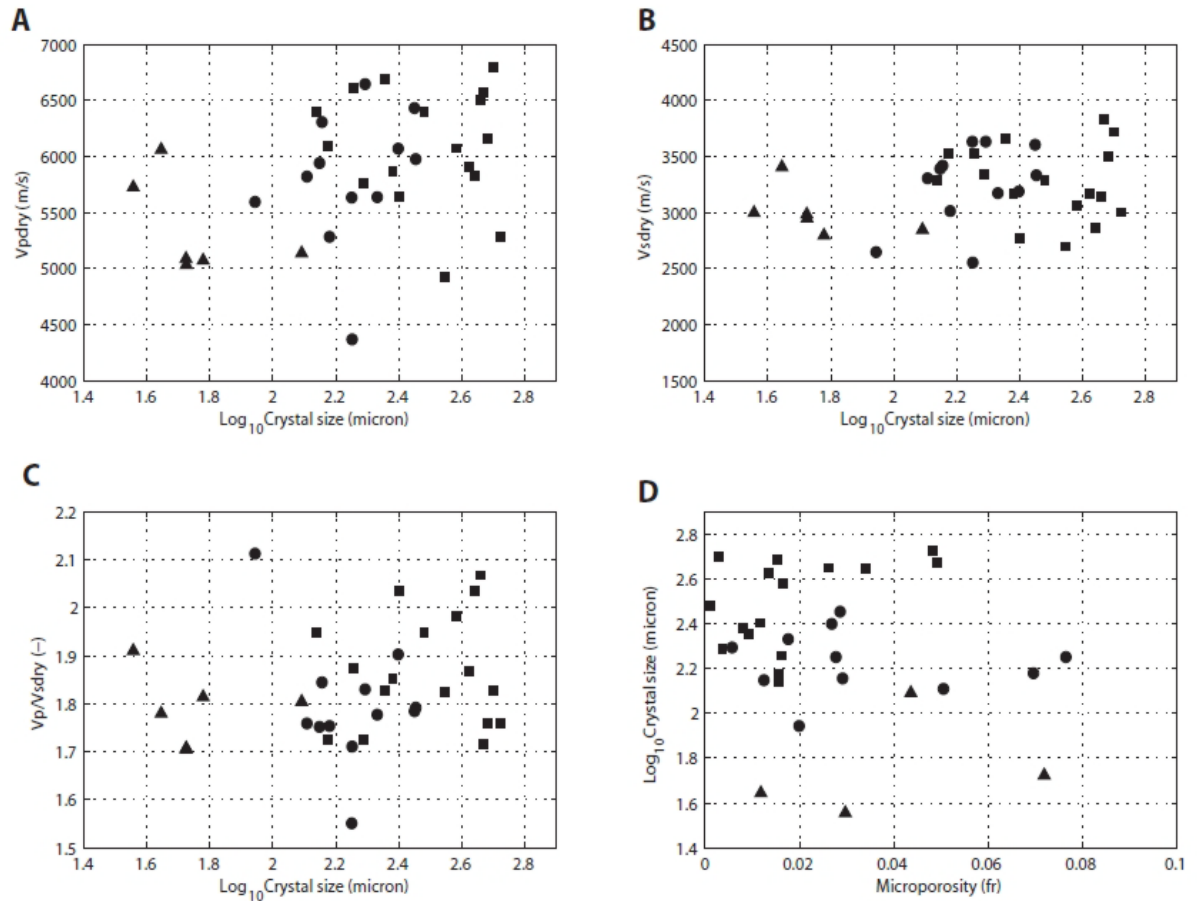 A
Vpdry (m/s)
7000
6500
6000
5500
5000
4500
4000
1.4 1.6 1.8 2 2.2 2.4 2.6 2.8
Log10Crystal size (micron)
B
Vsdry (m/s)
4500
4000
3500
3000
2500
2000
1500
1.4 1.6 1.8 2 2.2 2.4 2.6 2.8
Log10Crystal size (micron)
C
Vp/Vsdry (–)
2.2
2.1
2
1.9
1.8
1.7
1.6
1.5
1.4 1.6 1.8 2 2.2 2.4 2.6 2.8
Log10Crystal size (micron)
D
Log10Crystal size (micron)
2.8
2.6
2.4
2.2
2
1.8
1.6
1.4
0 0.02 0.04 0.06 0.08 0.1
Microporosity (fr)